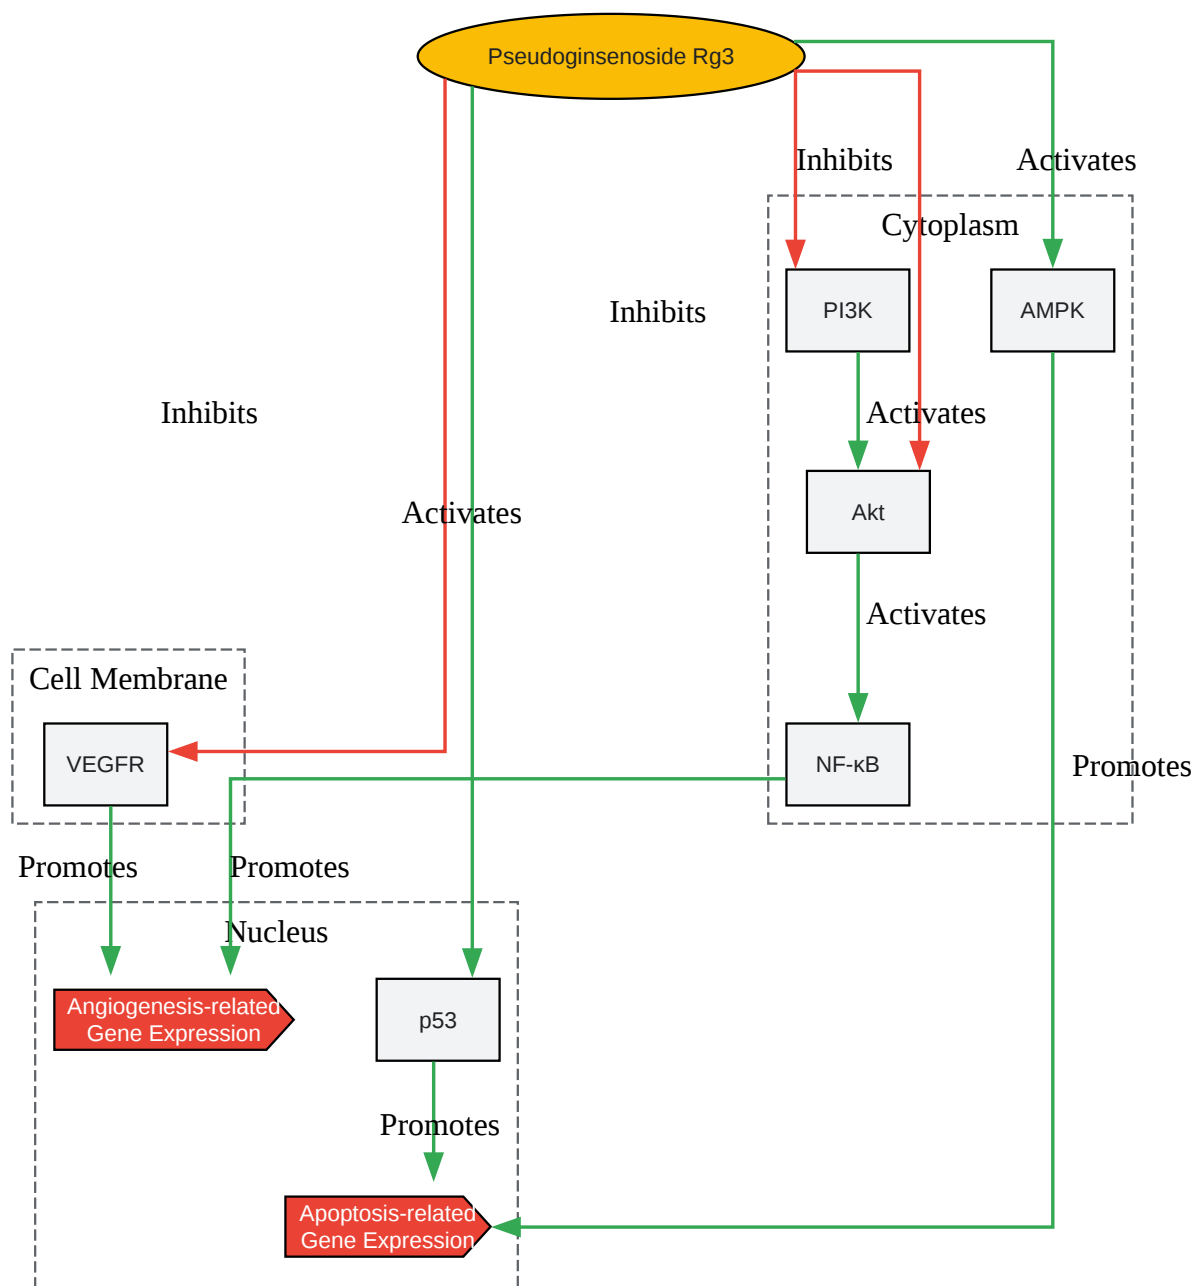 Pseudoginsenoside Rg3
Inhibits
Activates
Cytoplasm
PI3K
AMPK
Inhibits
Inhibits
Activates
Activates
Akt
Activates
Cell Membrane
VEGFR
NF-κB
Promotes
Promotes
Promotes
Nucleus
Angiogenesis-related
Gene Expression
p53
Promotes
Apoptosis-related
Gene Expression